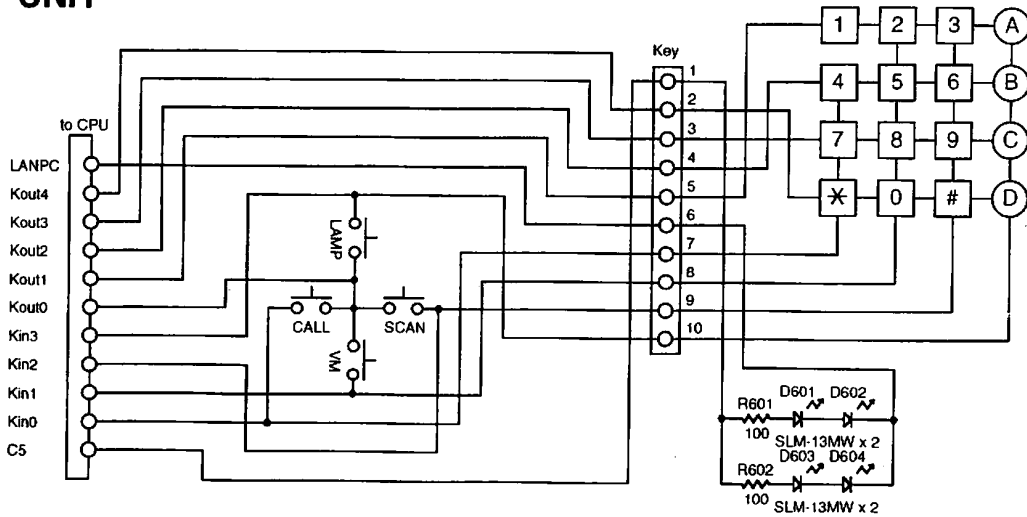 UNIT
to CPU
LANPC
Kout4
Kout3
Kout2
Kout1
Kout0
Kin3
Kin2
Kin1
Kin0
C5
LAMP
CALL
SCAN
VM
Key
1
2
3
4
5
6
7
8
9
10
1 2 3 A
4 5 6 B
7 8 9 C
* 0 # D
R601 D601 D602
100 SLM-13MW x 2
R602 D603 D604
100 SLM-13MW x 2